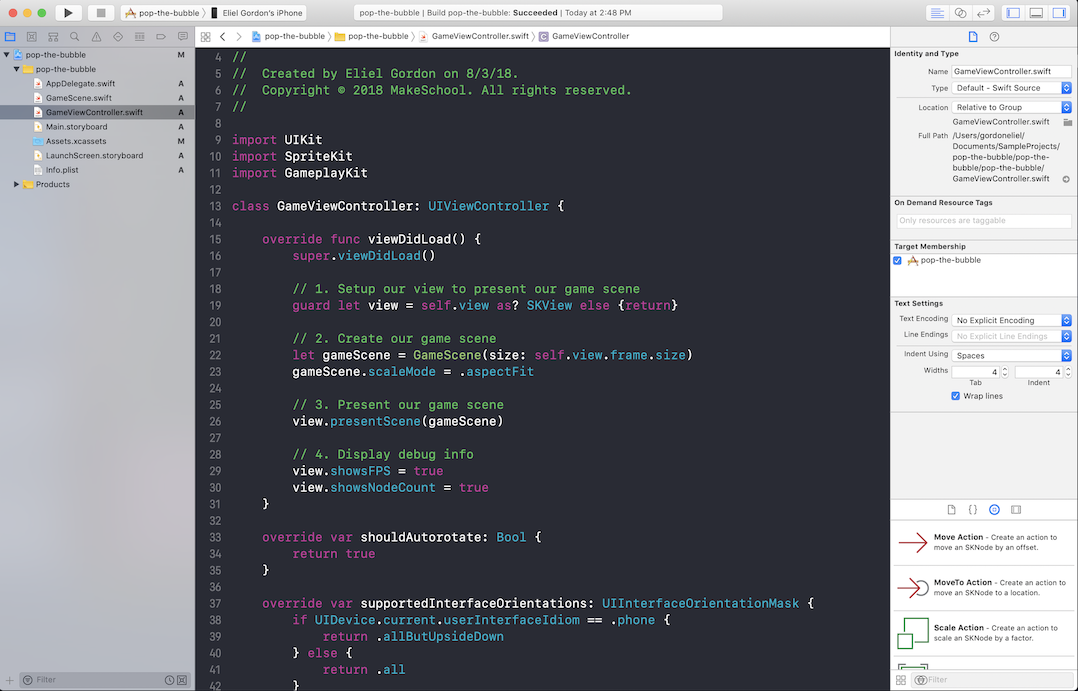 pop-the-bubble 〉 Eliel Gordon's iPhone
pop-the-bubble | Build pop-the-bubble: Succeeded | Today at 2:48 PM
pop-the-bubble M
pop-the-bubble
AppDelegate.swift A
GameScene.swift A
GameViewController.swift A
Main.storyboard A
Assets.xcassets M
LaunchScreen.storyboard A
Info.plist A
Products
Filter
pop-the-bubble 〉 pop-the-bubble 〉 GameViewController.swift 〉 C GameViewController
4 //
5 //  Created by Eliel Gordon on 8/3/18.
6 //  Copyright © 2018 MakeSchool. All rights reserved.
7 //
8
9 import UIKit
10 import SpriteKit
11 import GameplayKit
12
13 class GameViewController: UIViewController {
14
15     override func viewDidLoad() {
16         super.viewDidLoad()
17
18         // 1. Setup our view to present our game scene
19         guard let view = self.view as? SKView else {return}
20
21         // 2. Create our game scene
22         let gameScene = GameScene(size: self.view.frame.size)
23         gameScene.scaleMode = .aspectFit
24
25         // 3. Present our game scene
26         view.presentScene(gameScene)
27
28         // 4. Display debug info
29         view.showsFPS = true
30         view.showsNodeCount = true
31     }
32
33     override var shouldAutorotate: Bool {
34         return true
35     }
36
37     override var supportedInterfaceOrientations: UIInterfaceOrientationMask {
38         if UIDevice.current.userInterfaceIdiom == .phone {
39             return .allButUpsideDown
40         } else {
41             return .all
42         }
Identity and Type
Name GameViewController.swift
Type Default - Swift Source
Location Relative to Group
GameViewController.swift
Full Path /Users/gordoneliel/
Documents/SampleProjects/
pop-the-bubble/pop-the-
bubble/pop-the-bubble/
GameViewController.swift
On Demand Resource Tags
Only resources are taggable
Target Membership
pop-the-bubble
Text Settings
Text Encoding No Explicit Encoding
Line Endings No Explicit Line Endings
Indent Using Spaces
Widths 4 4
Tab Indent
Wrap lines
{}
Move Action - Create an action to
move an SKNode by an offset.
MoveTo Action - Create an action to
move an SKNode to a location.
Scale Action - Create an action to
scale an SKNode by a factor.
Filter